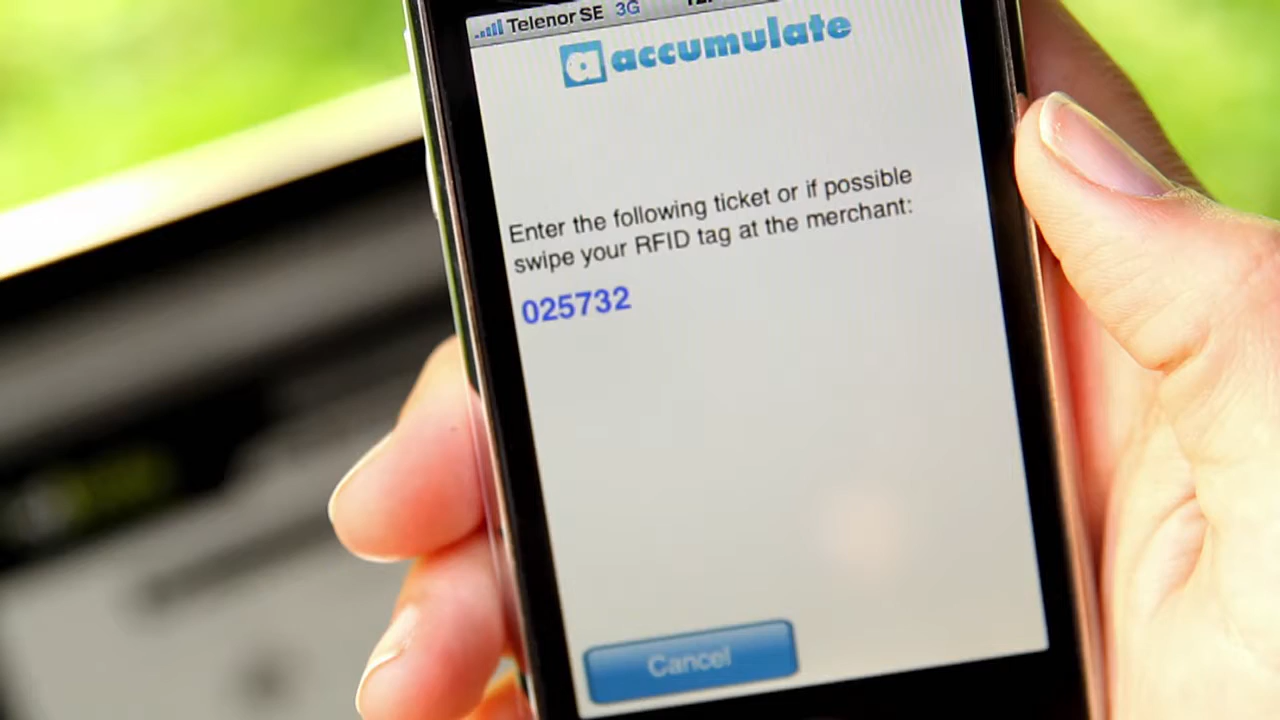 Telenor SE 3G
a accumulate
Enter the following ticket or if possible
swipe your RFID tag at the merchant:
025732
Cancel